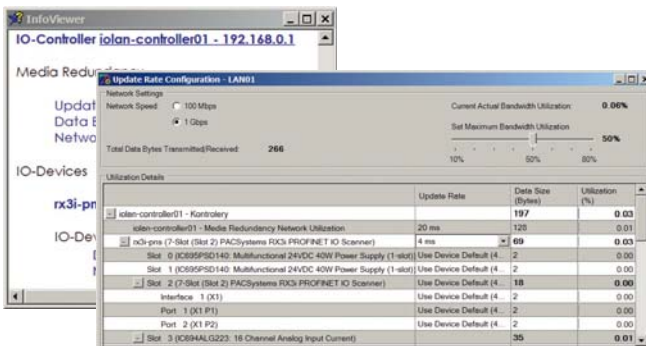 InfoViewer
IO-Controller iolan-controller01 - 192.168.0.1
Media Redundancy
Updat
Data B
Netwo
IO-Devices
rx3i-pn
IO-Dev
Update Rate Configuration - LAN01
Network Settings
Network Speed 100 Mbps
1 Gbps
Total Data Bytes Transmitted/Received: 266
Current Actual Bandwidth Utilization: 0.06%
Set Maximum Bandwidth Utilization
50%
10% 50% 80%
Utilization Details
Update Rate Data Size (Bytes) Utilization (%)
iolan-controller01 - Kontrolery 197 0.03
iolan-controller01 - Media Redundancy Network Utilization 20 ms 128 0.01
rx3i-pns (7-Slot (Slot 2) PACSystems RX3i PROFINET IO Scanner) 4 ms 69 0.03
Slot 0 (IC695PSD140: Multifunctional 24VDC 40W Power Supply (1-slot)) Use Device Default (4... 2 0.00
Slot 1 (IC695PSD140: Multifunctional 24VDC 40W Power Supply (1-slot)) Use Device Default (4... 2 0.00
Slot 2 (7-Slot (Slot 2) PACSystems RX3i PROFINET IO Scanner) Use Device Default (4... 18 0.00
Interface 1 (X1) Use Device Default (4... 2 0.00
Port 1 (X1 P1) Use Device Default (4... 2 0.00
Port 2 (X1 P2) Use Device Default (4... 2 0.00
Slot 3 (IC694ALG223: 16 Channel Analog Input Current) 35 0.01